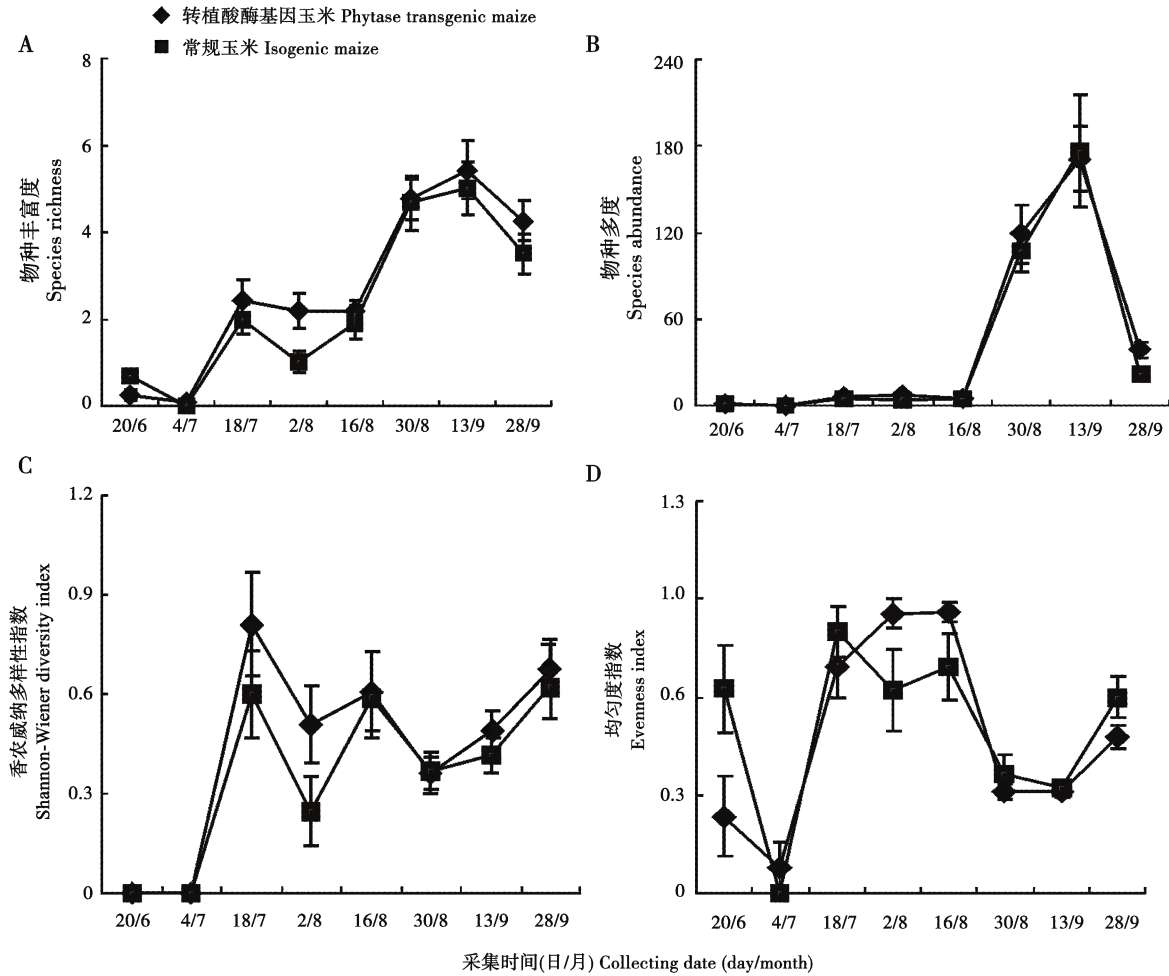 转植酸酶基因玉米 Phytase transgenic maize
常规玉米 Isogenic maize
A
物种丰富度
Species richness
8
6
4
2
0
20/6 4/7 18/7 2/8 16/8 30/8 13/9 28/9
B
物种多度
Species abundance
240
180
120
60
0
20/6 4/7 18/7 2/8 16/8 30/8 13/9 28/9
C
香农威纳多样性指数
Shannon-Wiener diversity index
1.2
0.9
0.6
0.3
0
20/6 4/7 18/7 2/8 16/8 30/8 13/9 28/9
D
均匀度指数
Evenness index
1.3
1.0
0.6
0.3
0
20/6 4/7 18/7 2/8 16/8 30/8 13/9 28/9
采集时间(日/月) Collecting date (day/month)